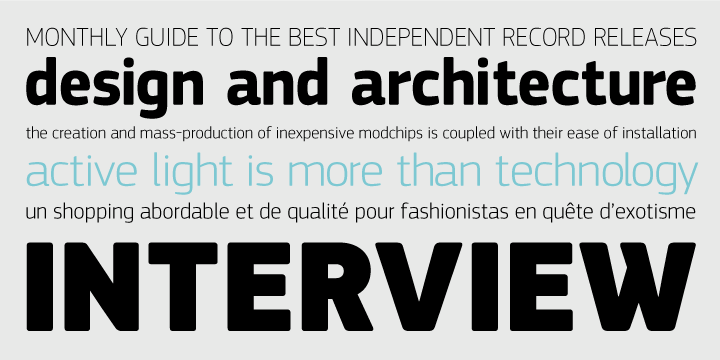 MONTHLY GUIDE TO THE BEST INDEPENDENT RECORD RELEASES
design and architecture
the creation and mass-production of inexpensive modchips is coupled with their ease of installation
active light is more than technology
un shopping abordable et de qualité pour fashionistas en quête d'exotisme
INTERVIEW